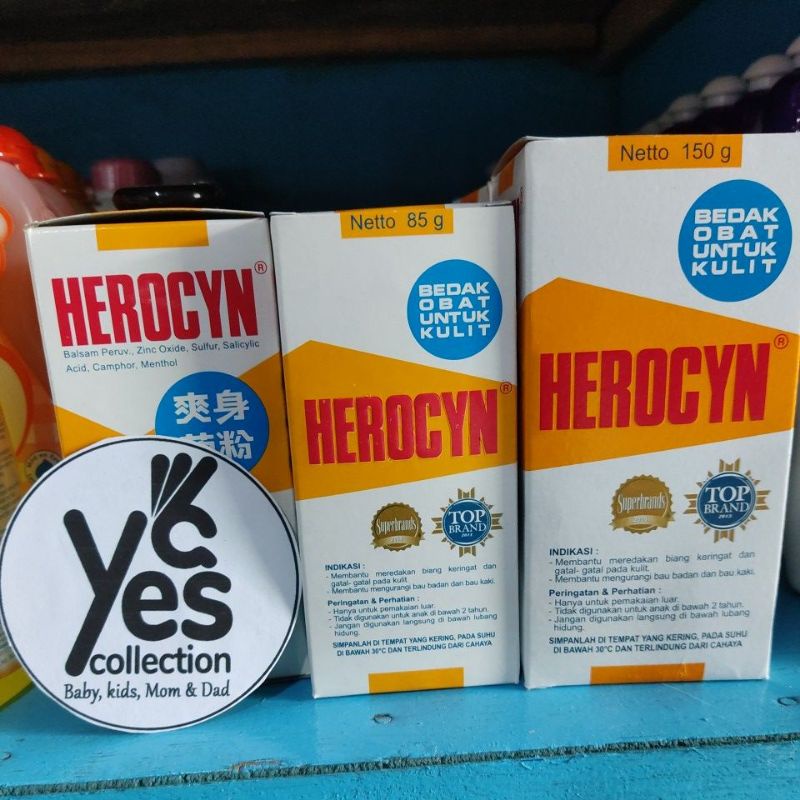 HEROCYN®
Balsam Peruv., Zinc Oxide, Sulfur, Salicylic
Acid, Camphor, Menthol
爽身
粉
Yes
collection
Baby, kids, Mom & Dad
Netto 85 g
BEDAK
OBAT
UNTUK
KULIT
HEROCYN®
Superbrands
TOP
BRAND
2013
INDIKASI :
- Membantu meredakan biang keringat dan
gatal- gatal pada kulit.
- Membantu mengurangi bau badan dan bau kaki.
Peringatan & Perhatian :
- Hanya untuk pemakaian luar.
- Tidak digunakan untuk anak di bawah 2 tahun.
- Jangan digunakan langsung di bawah lubang
hidung.
SIMPANLAH DI TEMPAT YANG KERING, PADA SUHU
DI BAWAH 30°C DAN TERLINDUNG DARI CAHAYA
Netto 150 g
BEDAK
OBAT
UNTUK
KULIT
HEROCYN®
Superbrands
TOP
BRAND
2013
INDIKASI :
- Membantu meredakan biang keringat dan
gatal- gatal pada kulit.
- Membantu mengurangi bau badan dan bau kaki.
Peringatan & Perhatian :
- Hanya untuk pemakaian luar.
- Tidak digunakan untuk anak di bawah 2 tahun.
- Jangan digunakan langsung di bawah lubang
hidung.
SIMPANLAH DI TEMPAT YANG KERING, PADA SUHU
DI BAWAH 30°C DAN TERLINDUNG DARI CAHAYA